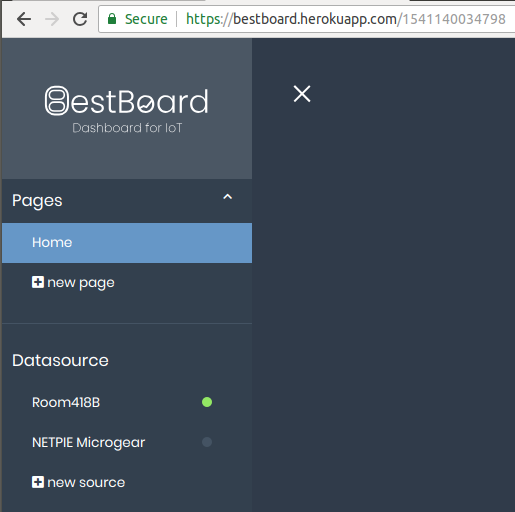 Secure
https://bestboard.herokuapp.com/1541140034798
BestBoard
Dashboard for IoT
Pages
Home
new page
Datasource
Room418B
NETPIE Microgear
new source